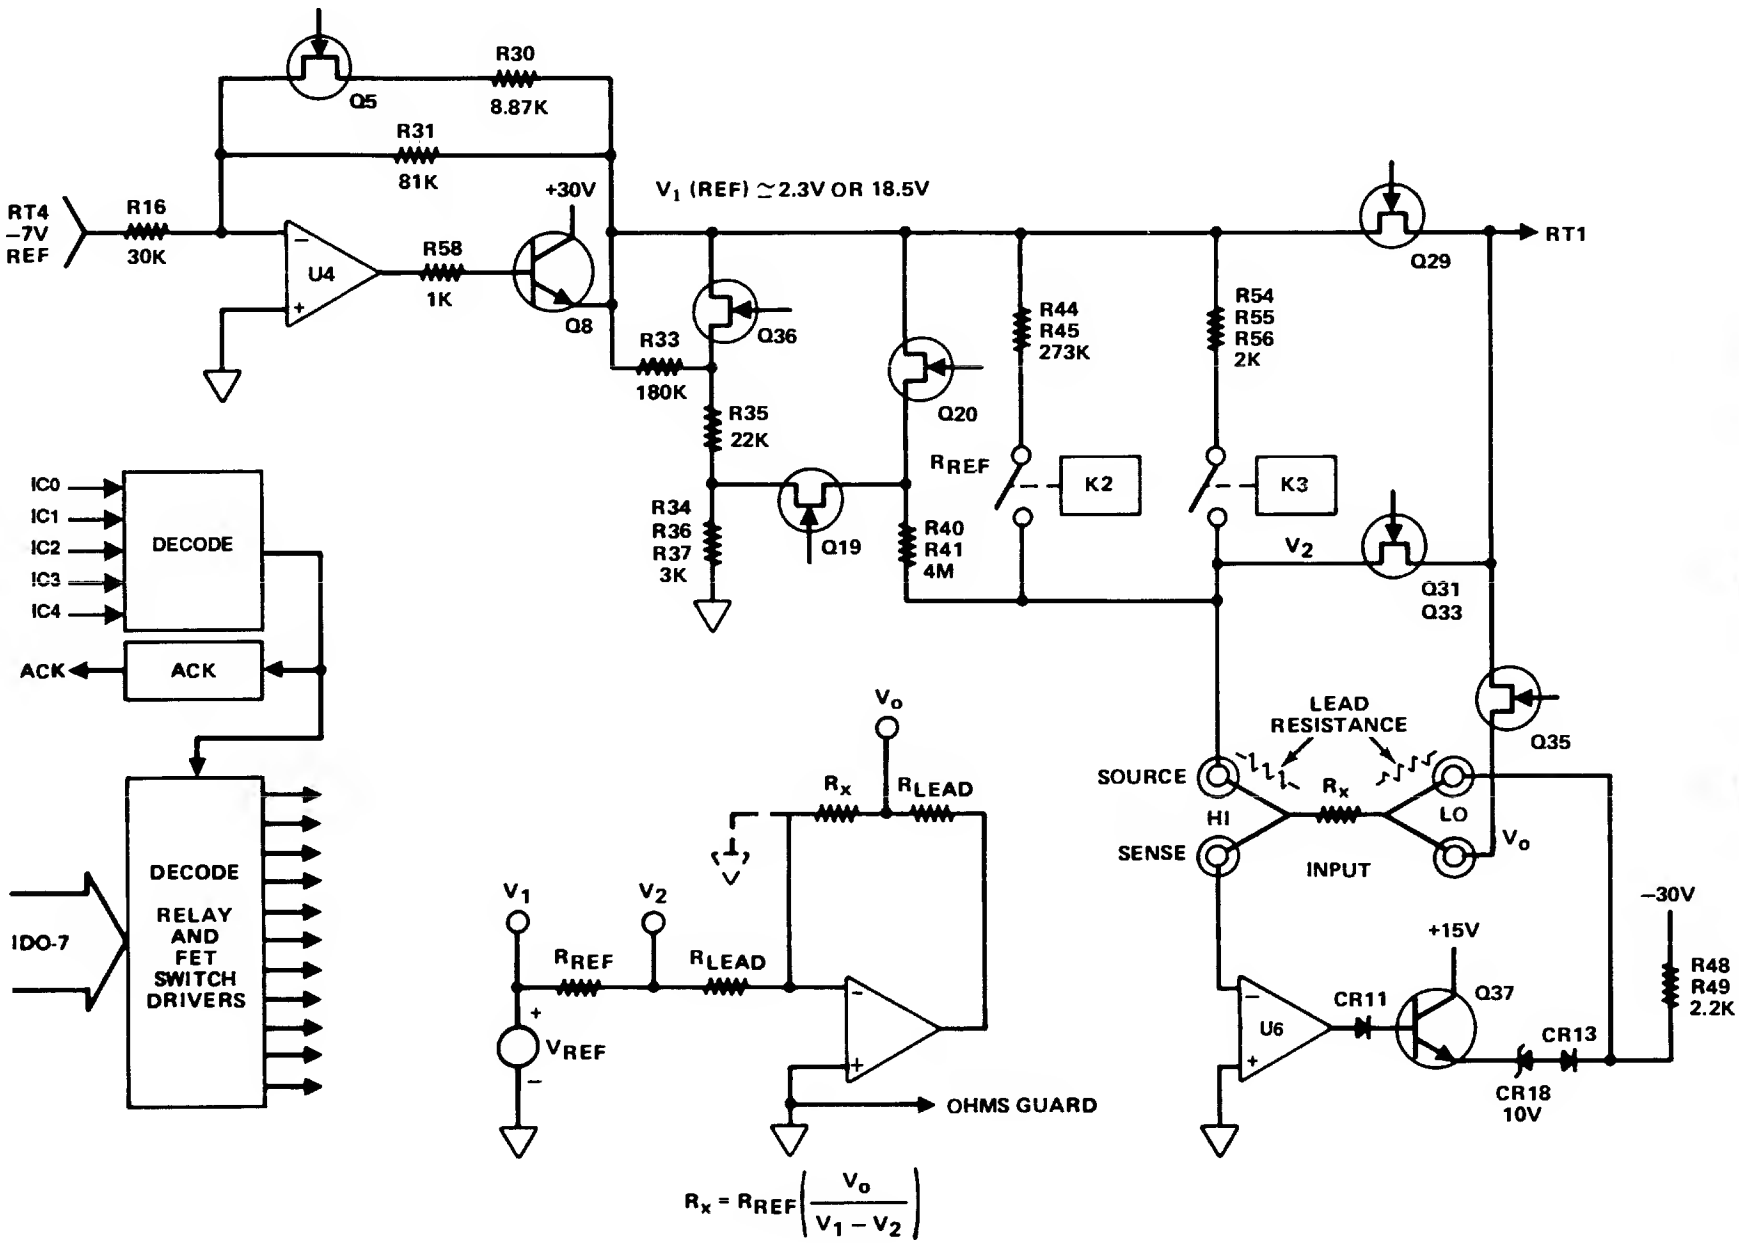 R30
Q5
8.87K
R31
81K
+30V
V1 (REF) ≃2.3V OR 18.5V
RT4
–7V
REF
R16
30K
–
U4
+
R58
1K
Q8
Q36
R33
180K
R35
22K
Q20
R44
R45
273K
R54
R55
R56
2K
Q29
RT1
RREF
K2
K3
R34
R36
R37
3K
Q19
R40
R41
4M
V2
Q31
Q33
IC0
IC1
IC2
IC3
IC4
DECODE
ACK
ACK
Q35
LEAD
RESISTANCE
SOURCE
HI
SENSE
Rx
LO
Vo
INPUT
Vo
Rx
RLEAD
V1
V2
RREF
RLEAD
+
VREF
–
–
+
OHMS GUARD
DECODE
RELAY
AND
FET
SWITCH
DRIVERS
IDO-7
–30V
+15V
R48
R49
2.2K
–
U6
+
CR11
Q37
CR13
CR18
10V
Rx = RREF ( Vo / V1 – V2 )